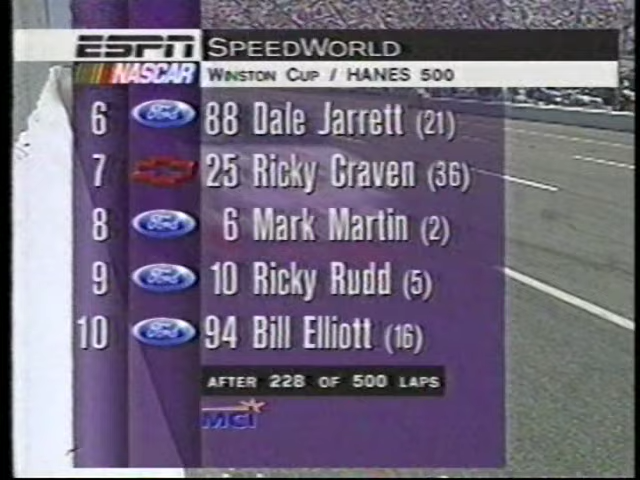 ESPN SPEEDWORLD
NASCAR WINSTON CUP / HANES 500
6 Ford 88 Dale Jarrett (21)
7 25 Ricky Craven (36)
8 Ford 6 Mark Martin (2)
9 Ford 10 Ricky Rudd (5)
10 Ford 94 Bill Elliott (16)
AFTER 228 OF 500 LAPS
MCI